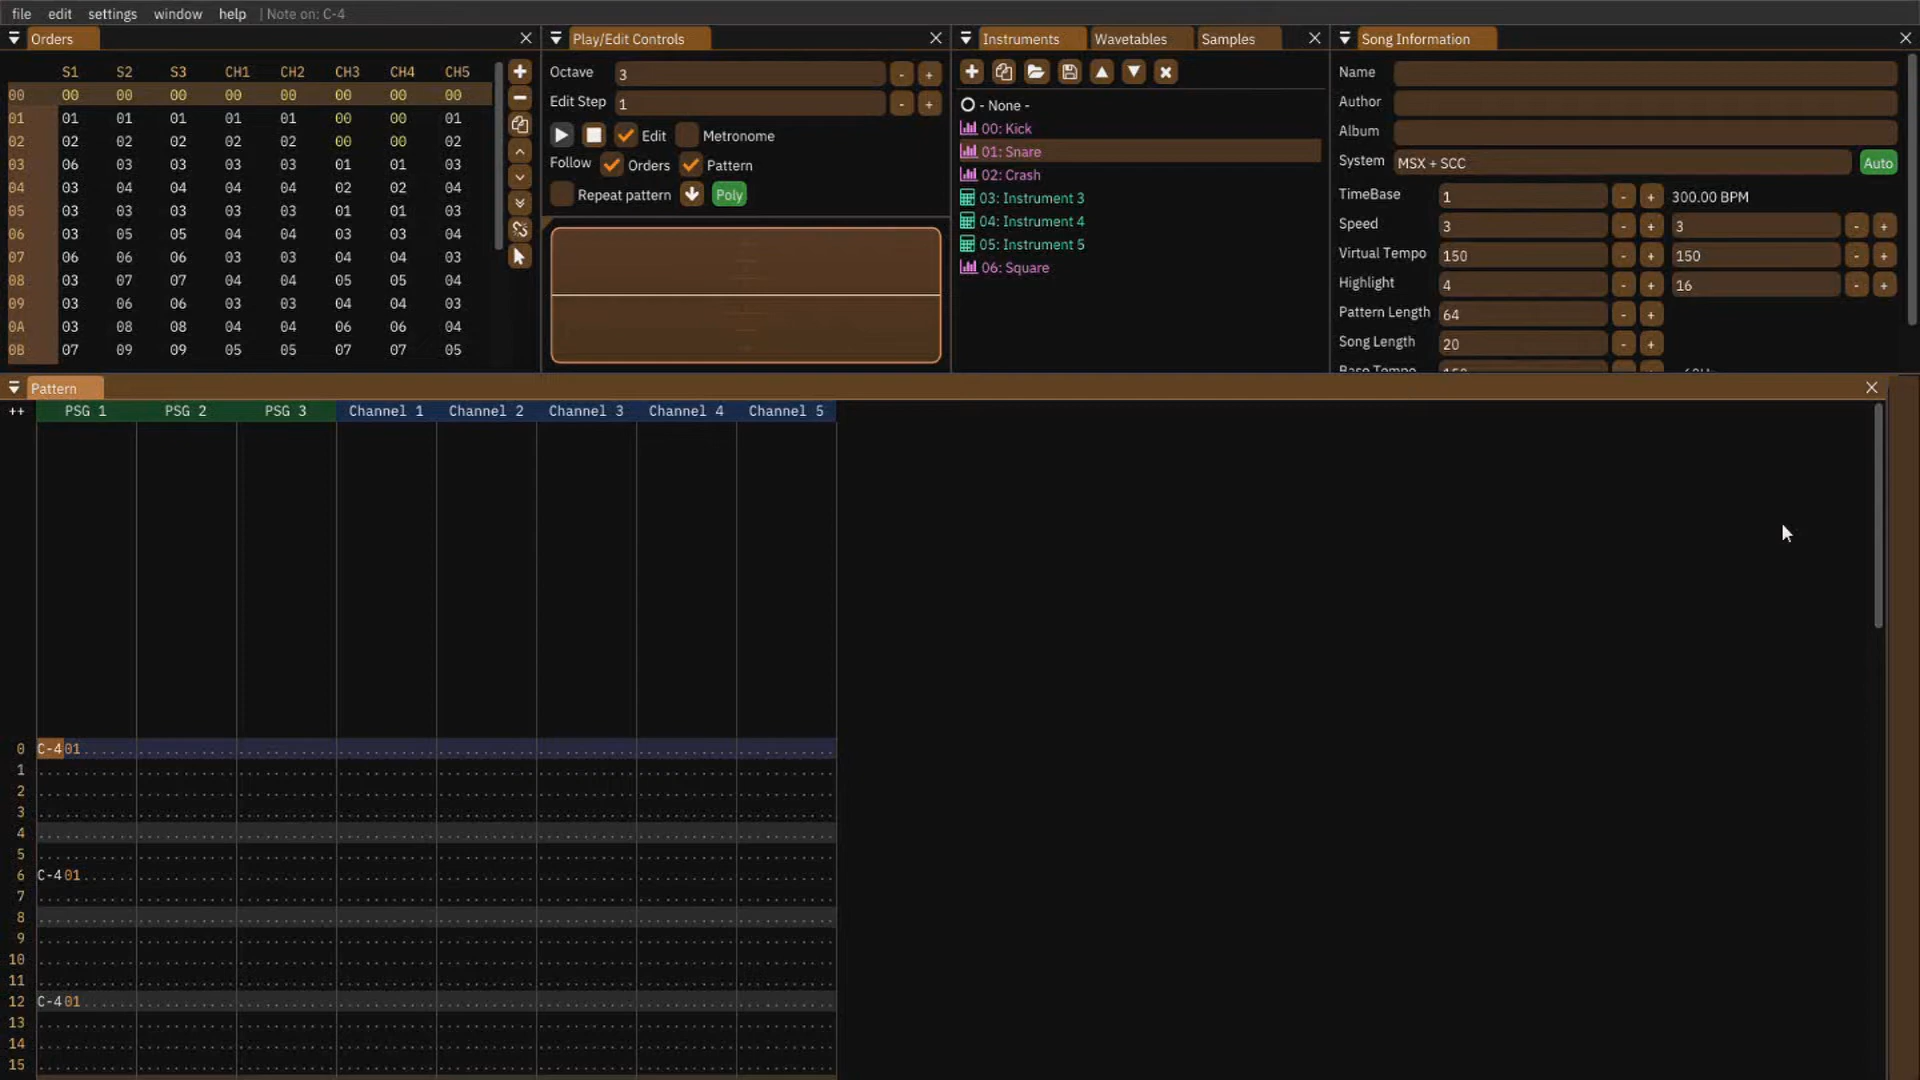 file edit settings window help | Note on: C-4
Orders
S1 S2 S3 CH1 CH2 CH3 CH4 CH5
00 00 00 00 00 00 00 00 00
01 01 01 01 01 01 00 00 01
02 02 02 02 02 02 00 00 02
03 06 03 03 03 03 01 01 03
04 03 04 04 04 04 02 02 04
05 03 03 03 03 03 01 01 03
06 03 05 05 04 04 03 03 04
07 06 06 06 03 03 04 04 03
08 03 07 07 04 04 05 05 04
09 03 06 06 03 03 04 04 03
0A 03 08 08 04 04 06 06 04
0B 07 09 09 05 05 07 07 05
Play/Edit Controls
Octave 3 - +
Edit Step 1 - +
Edit Metronome
Follow Orders Pattern
Repeat pattern Poly
Instruments Wavetables Samples
- None -
00: Kick
01: Snare
02: Crash
03: Instrument 3
04: Instrument 4
05: Instrument 5
06: Square
Song Information
Name
Author
Album
System MSX + SCC Auto
TimeBase 1 - + 300.00 BPM
Speed 3 - + 3 - +
Virtual Tempo 150 - + 150 - +
Highlight 4 - + 16 - +
Pattern Length 64 - +
Song Length 20 - +
Pattern
++ PSG 1 PSG 2 PSG 3 Channel 1 Channel 2 Channel 3 Channel 4 Channel 5
0 C-401
1
2
3
4
5
6 C-401
7
8
9
10
11
12 C-401
13
14
15